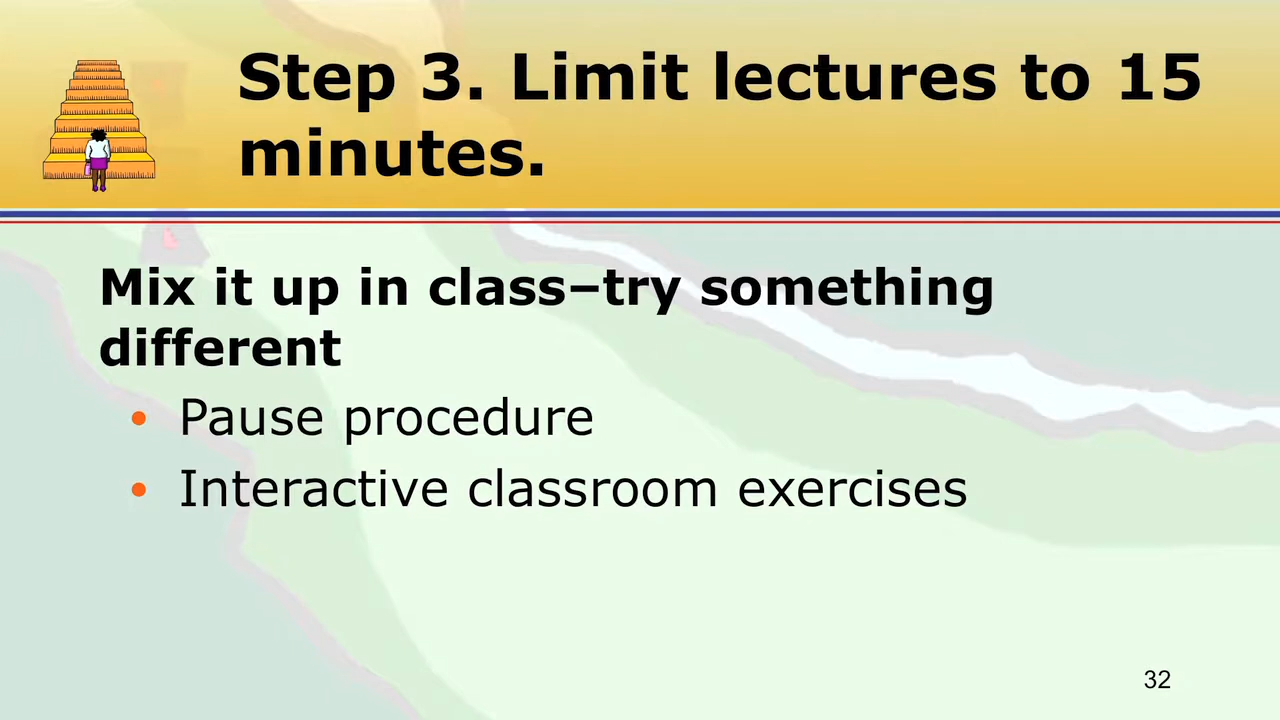 Step 3. Limit lectures to 15
minutes.
Mix it up in class–try something
different
• Pause procedure
• Interactive classroom exercises
32